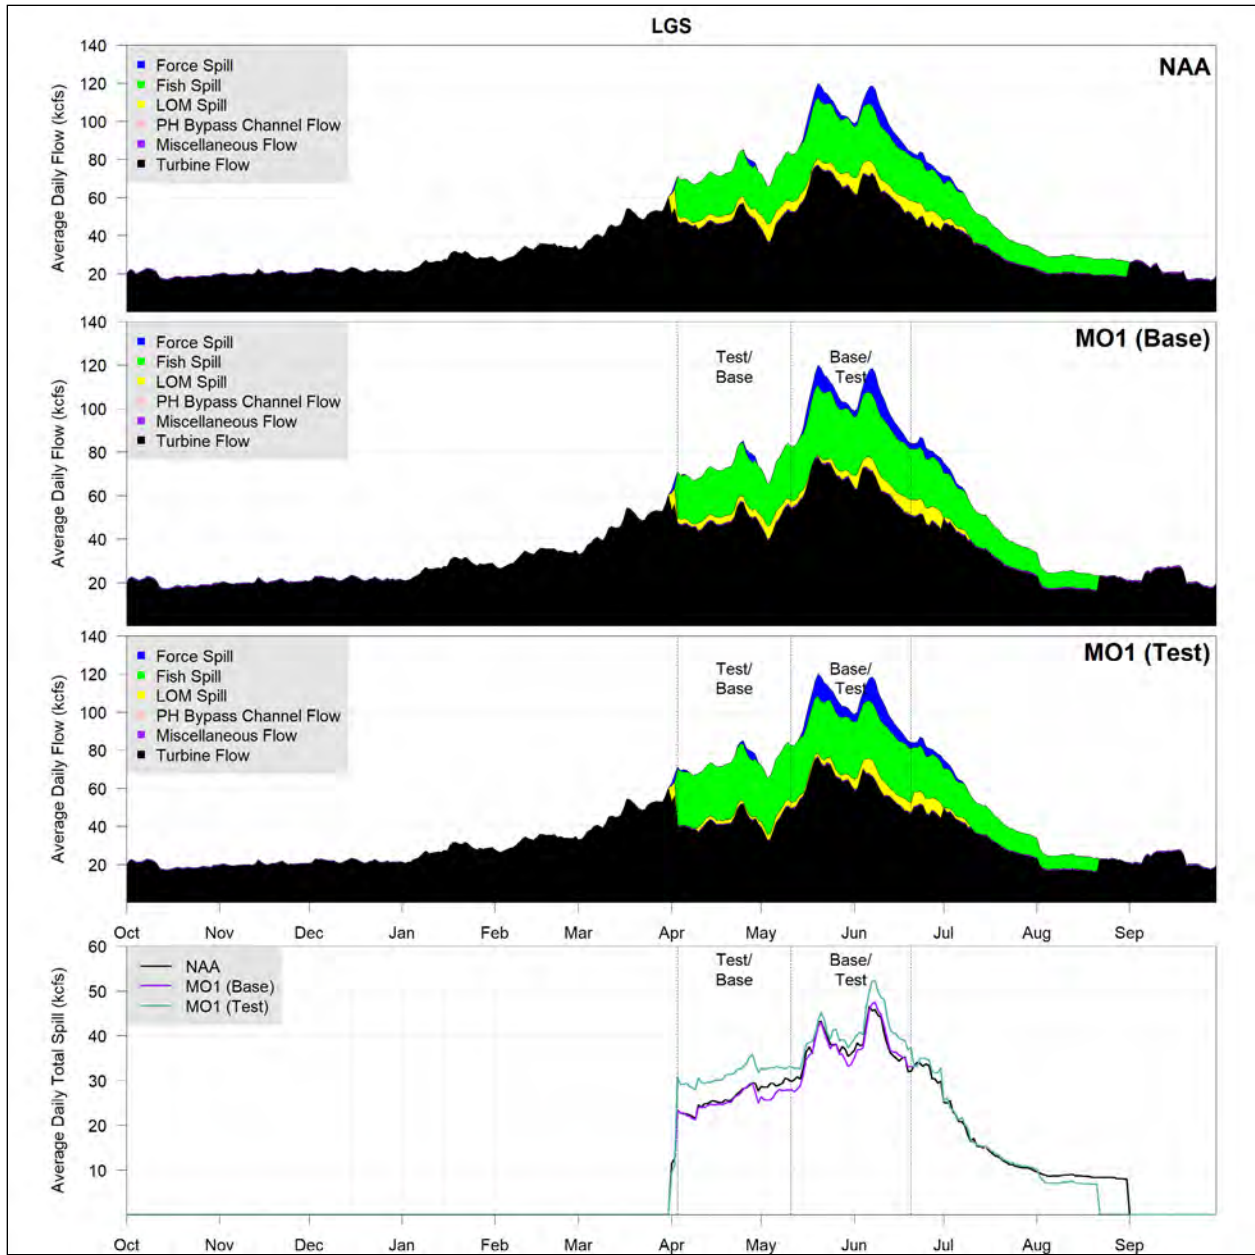 LGS
NAA
Force Spill
Fish Spill
LOM Spill
PH Bypass Channel Flow
Miscellaneous Flow
Turbine Flow
Average Daily Flow (kcfs)
140
120
100
80
60
40
20
MO1 (Base)
Force Spill
Fish Spill
LOM Spill
PH Bypass Channel Flow
Miscellaneous Flow
Turbine Flow
Test/
Base
Base/
Test
Average Daily Flow (kcfs)
140
120
100
80
60
40
20
MO1 (Test)
Force Spill
Fish Spill
LOM Spill
PH Bypass Channel Flow
Miscellaneous Flow
Turbine Flow
Test/
Base
Base/
Test
Average Daily Flow (kcfs)
140
120
100
80
60
40
20
Oct Nov Dec Jan Feb Mar Apr May Jun Jul Aug Sep
NAA
MO1 (Base)
MO1 (Test)
Test/
Base
Base/
Test
Average Daily Total Spill (kcfs)
60
50
40
30
20
10
Oct Nov Dec Jan Feb Mar Apr May Jun Jul Aug Sep